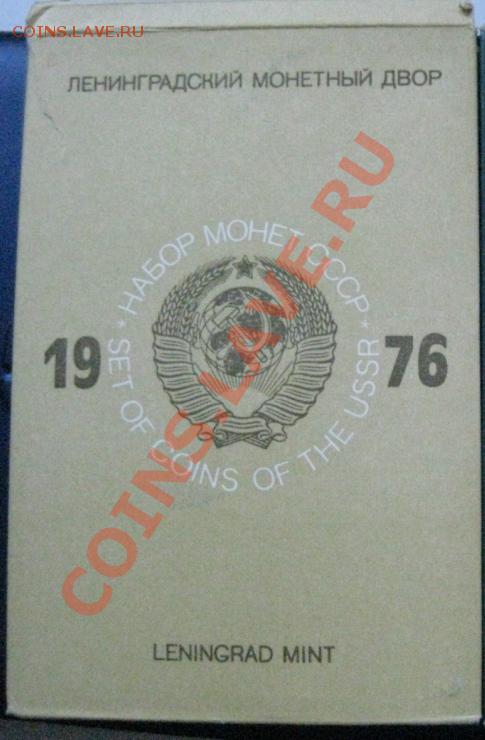 COINS.LAVE.RU
ЛЕНИНГРАДСКИЙ МОНЕТНЫЙ ДВОР
* НАБОР МОНЕТ СССР *
19 76
SET OF COINS OF THE USSR
COINS.LAVE.RU
LENINGRAD MINT